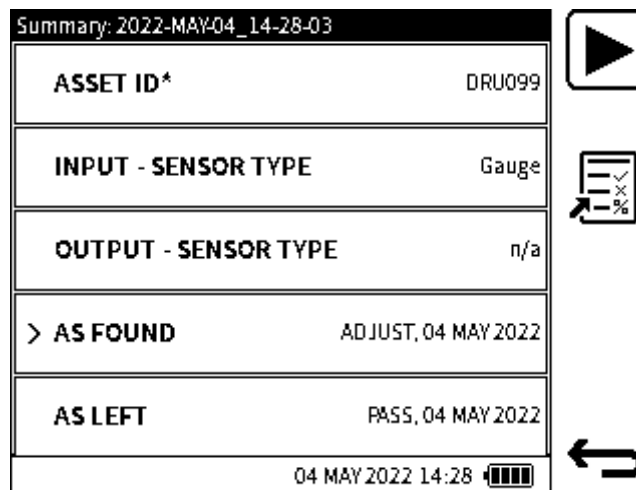 Summary: 2022-MAY-04_14-28-03
ASSET ID* DRU099
INPUT - SENSOR TYPE Gauge
OUTPUT - SENSOR TYPE n/a
> AS FOUND ADJUST, 04 MAY 2022
AS LEFT PASS, 04 MAY 2022
04 MAY 2022 14:28
%